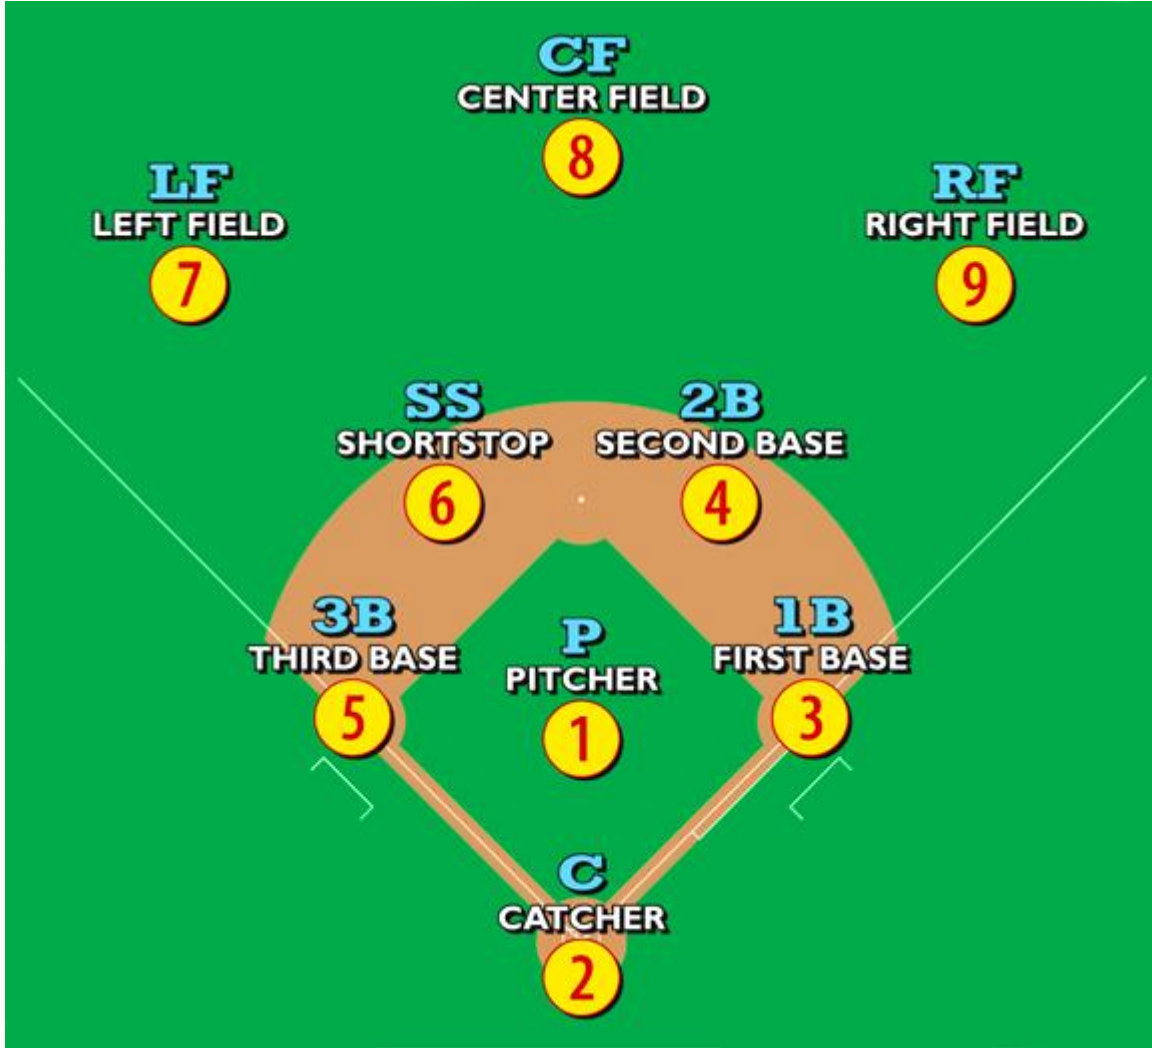 CF
CENTER FIELD
8
LF
LEFT FIELD
7
RF
RIGHT FIELD
9
SS
SHORTSTOP
6
2B
SECOND BASE
4
3B
THIRD BASE
5
P
PITCHER
1
1B
FIRST BASE
3
C
CATCHER
2